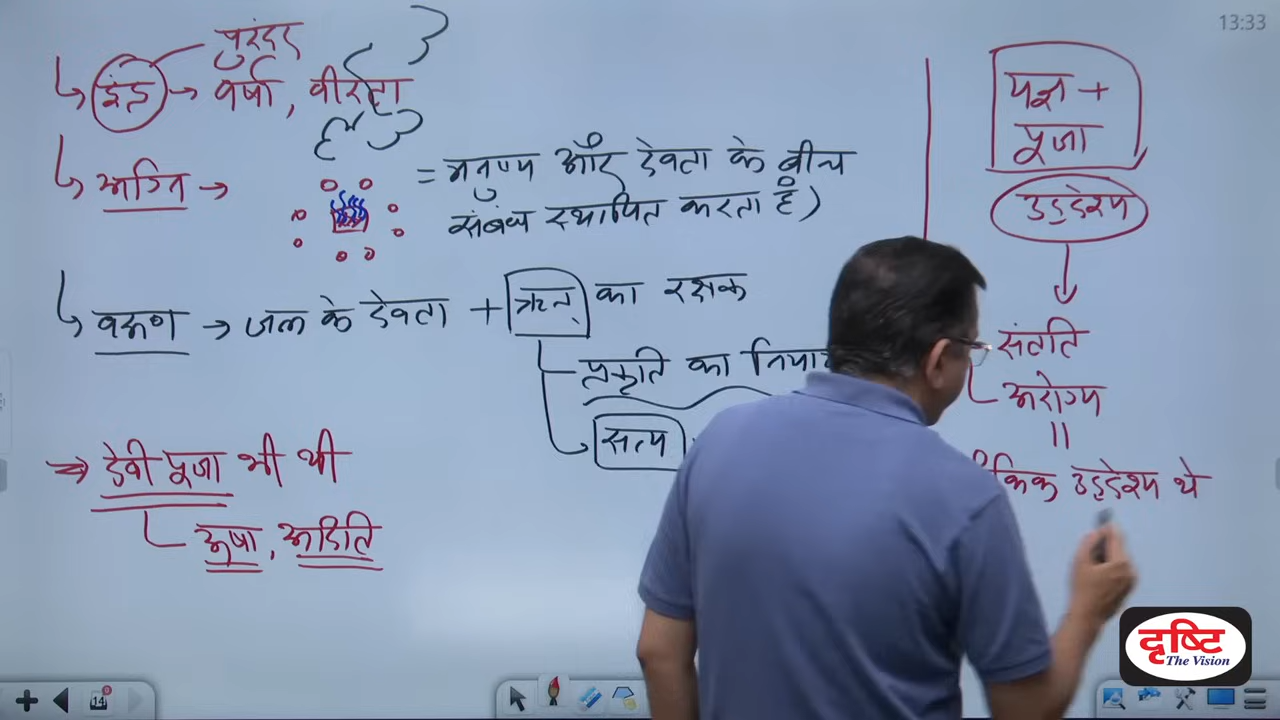 13:33
पुरंदर
इंद्र → वर्षा, वीरता
अग्नि →
= मनुष्य और देवता के बीच
संबंध स्थापित करता है)
वरूण → जल के देवता + ऋत् का रक्षक
प्रकृति का
सत्य
⇒ देवी पूजा भी थी
ऊषा, अदिति
यज्ञ +
पूजा
उद्देश्य
संतति
आरोग्य
॥
उद्देश्य थे
14
दृष्टि
The Vision